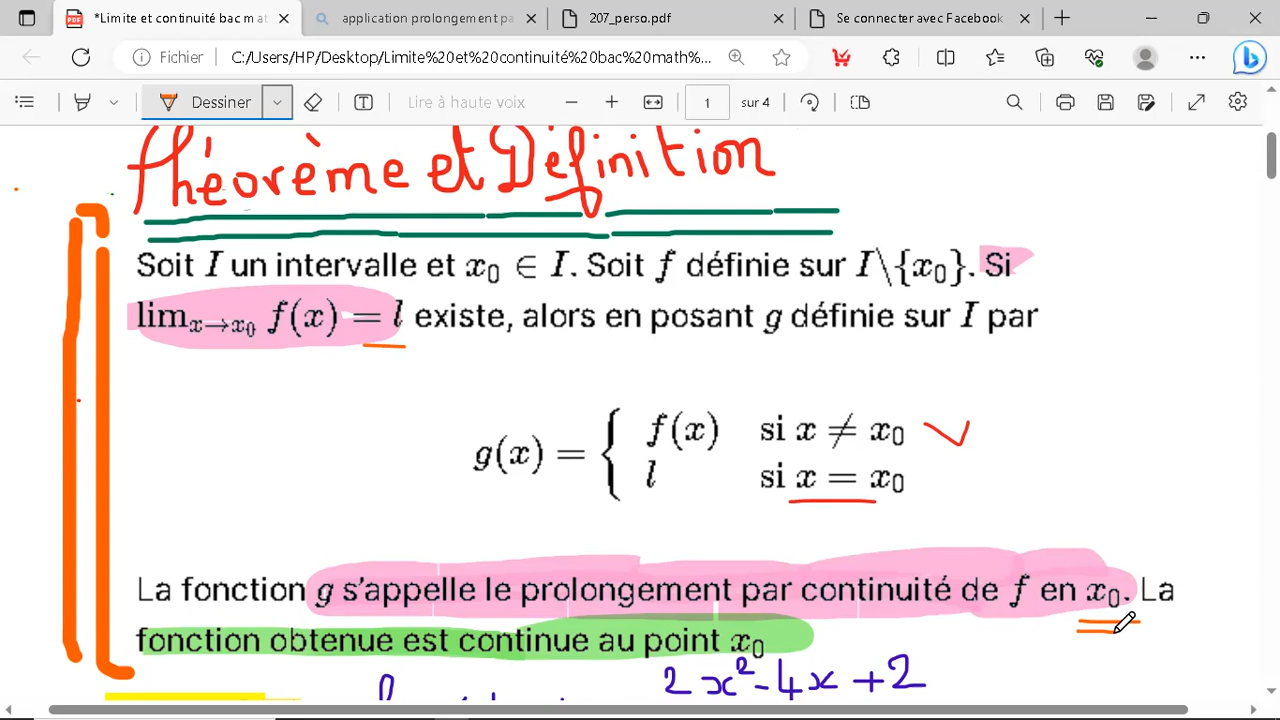 *Limite et continuité bac mat
application prolongement pa
207_perso.pdf
Se connecter avec Facebook
Fichier
C:/Users/HP/Desktop/Limite%20et%20continuité%20bac%20math%...
Dessiner
Lire à haute voix
1
sur 4
Théorème et Définition
Soit I un intervalle et x₀ ∈ I. Soit f définie sur I\{x₀}. Si
lim x→x₀ f(x) = l existe, alors en posant g définie sur I par
g(x) = { f(x) si x ≠ x₀
l si x = x₀
La fonction g s'appelle le prolongement par continuité de f en x₀. La
fonction obtenue est continue au point x₀
2x²-4x+2